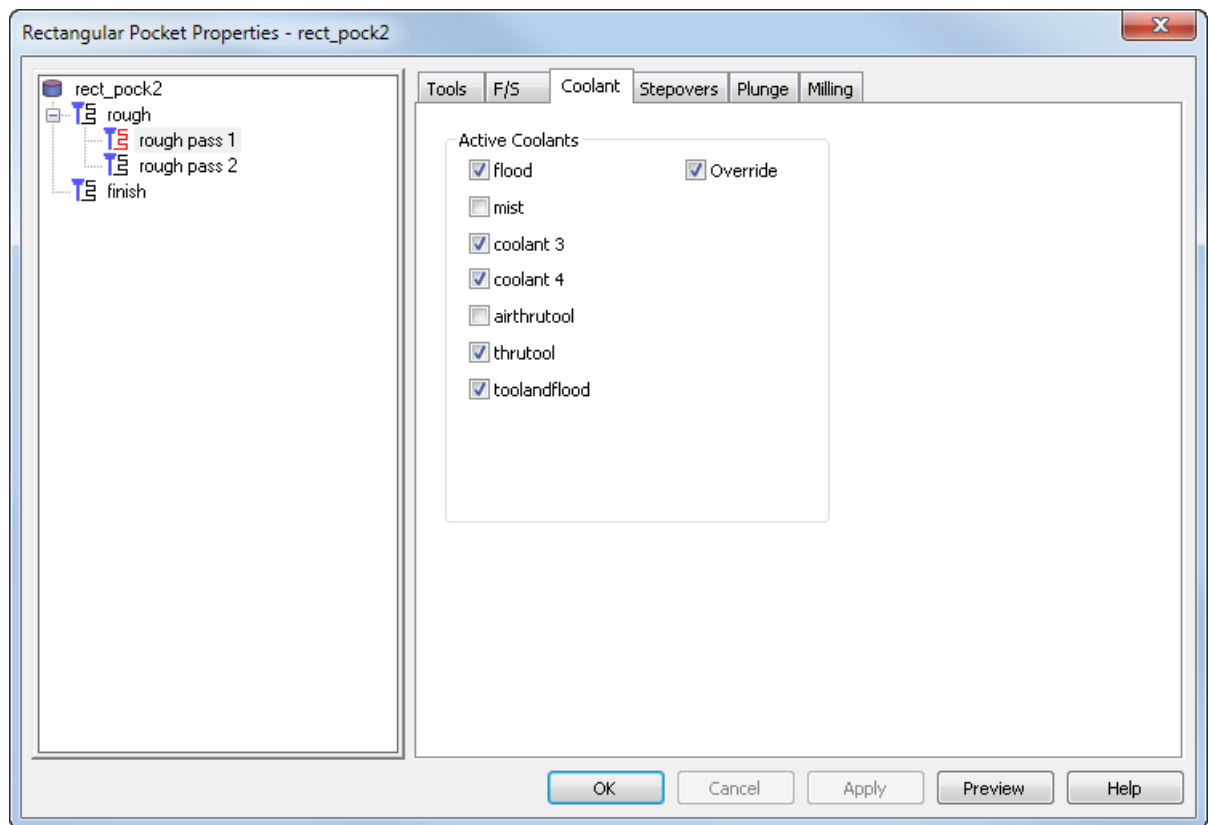 Rectangular Pocket Properties - rect_pock2
rect_pock2
rough
rough pass 1
rough pass 2
finish
Tools F/S Coolant Stepovers Plunge Milling
Active Coolants
flood Override
mist
coolant 3
coolant 4
airthrutool
thrutool
toolandflood
OK Cancel Apply Preview Help